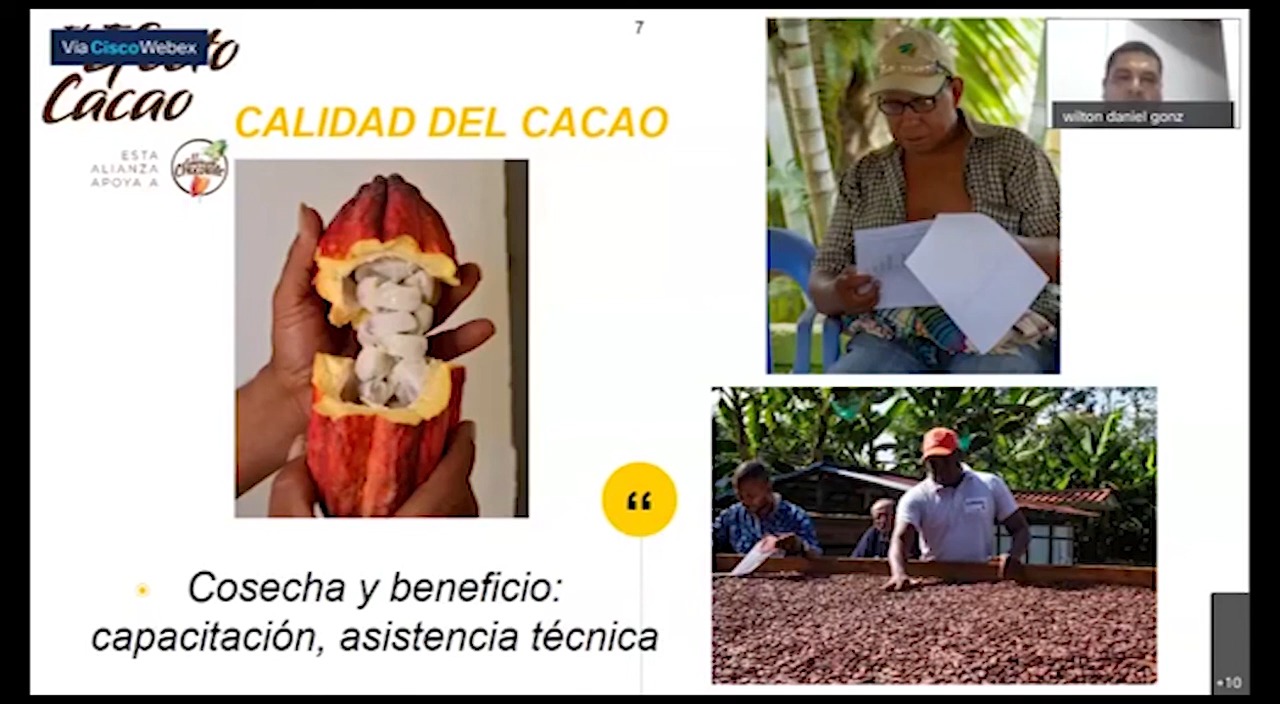 Vía CiscoWebex
Efecto
Cacao
7
wilton daniel gonz
CALIDAD DEL CACAO
ESTA
ALIANZA
APOYA A
“
Cosecha y beneficio:
capacitación, asistencia técnica
+10